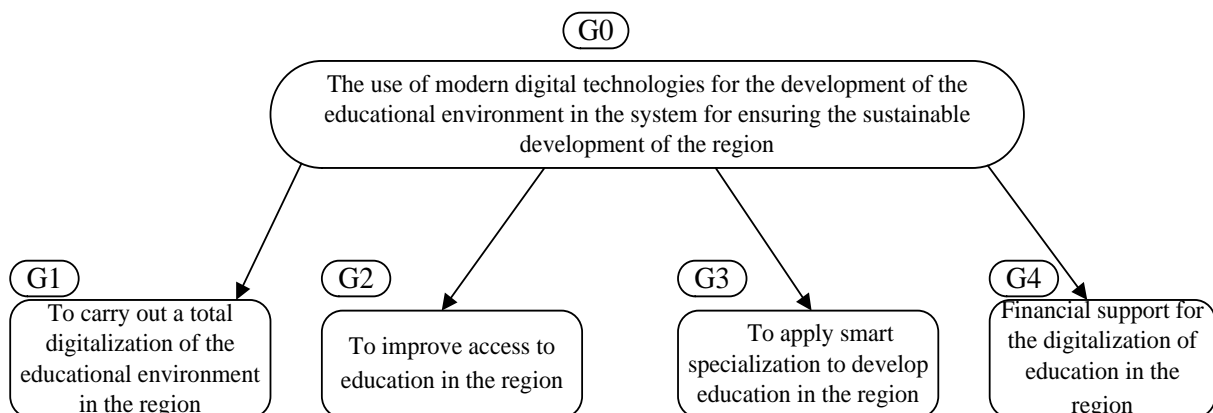 G0
The use of modern digital technologies for the development of the
educational environment in the system for ensuring the sustainable
development of the region
G1
To carry out a total
digitalization of the
educational environment
in the region
G2
To improve access to
education in the region
G3
To apply smart
specialization to develop
education in the region
G4
Financial support for
the digitalization of
education in the
region